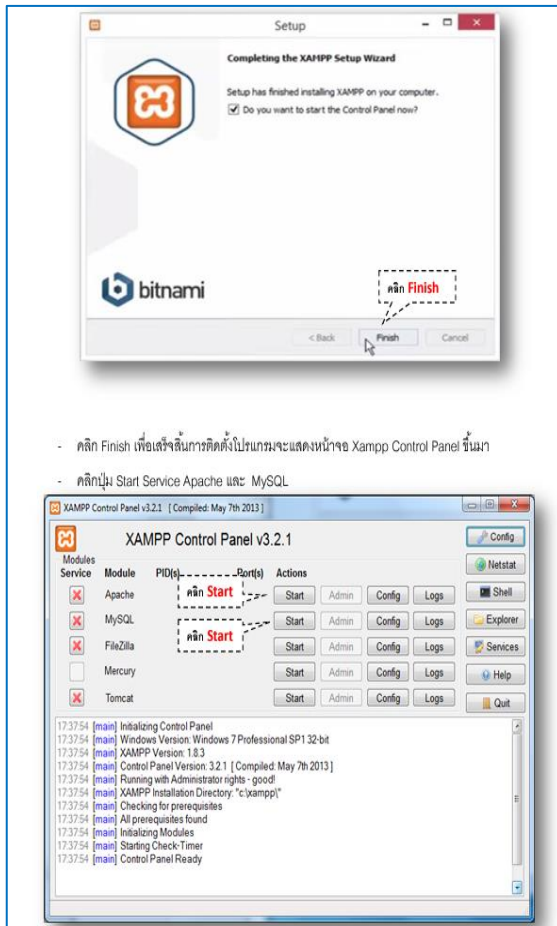 Setup
Completing the XAMPP Setup Wizard
Setup has finished installing XAMPP on your computer.
Do you want to start the Control Panel now?
bitnami
คลิก Finish
< Back Finish Cancel
- คลิก Finish เพื่อเสร็จสิ้นการติดตั้งโปรแกรมจะแสดงหน้าจอ Xampp Control Panel ขึ้นมา
- คลิกปุ่ม Start Service Apache และ MySQL
XAMPP Control Panel v3.2.1 [ Compiled: May 7th 2013 ]
XAMPP Control Panel v3.2.1
Config
Modules
Service Module PID(s) Port(s) Actions
Netstat
Apache คลิก Start Start Admin Config Logs Shell
MySQL คลิก Start Start Admin Config Logs Explorer
FileZilla Start Admin Config Logs Services
Mercury Start Admin Config Logs Help
Tomcat Start Admin Config Logs Quit
17:37:54 [main] Initializing Control Panel
17:37:54 [main] Windows Version: Windows 7 Professional SP1 32-bit
17:37:54 [main] XAMPP Version: 1.8.3
17:37:54 [main] Control Panel Version: 3.2.1 [ Compiled: May 7th 2013 ]
17:37:54 [main] Running with Administrator rights - good!
17:37:54 [main] XAMPP Installation Directory: "c:\xampp\"
17:37:54 [main] Checking for prerequisites
17:37:54 [main] All prerequisites found
17:37:54 [main] Initializing Modules
17:37:54 [main] Starting Check-Timer
17:37:54 [main] Control Panel Ready